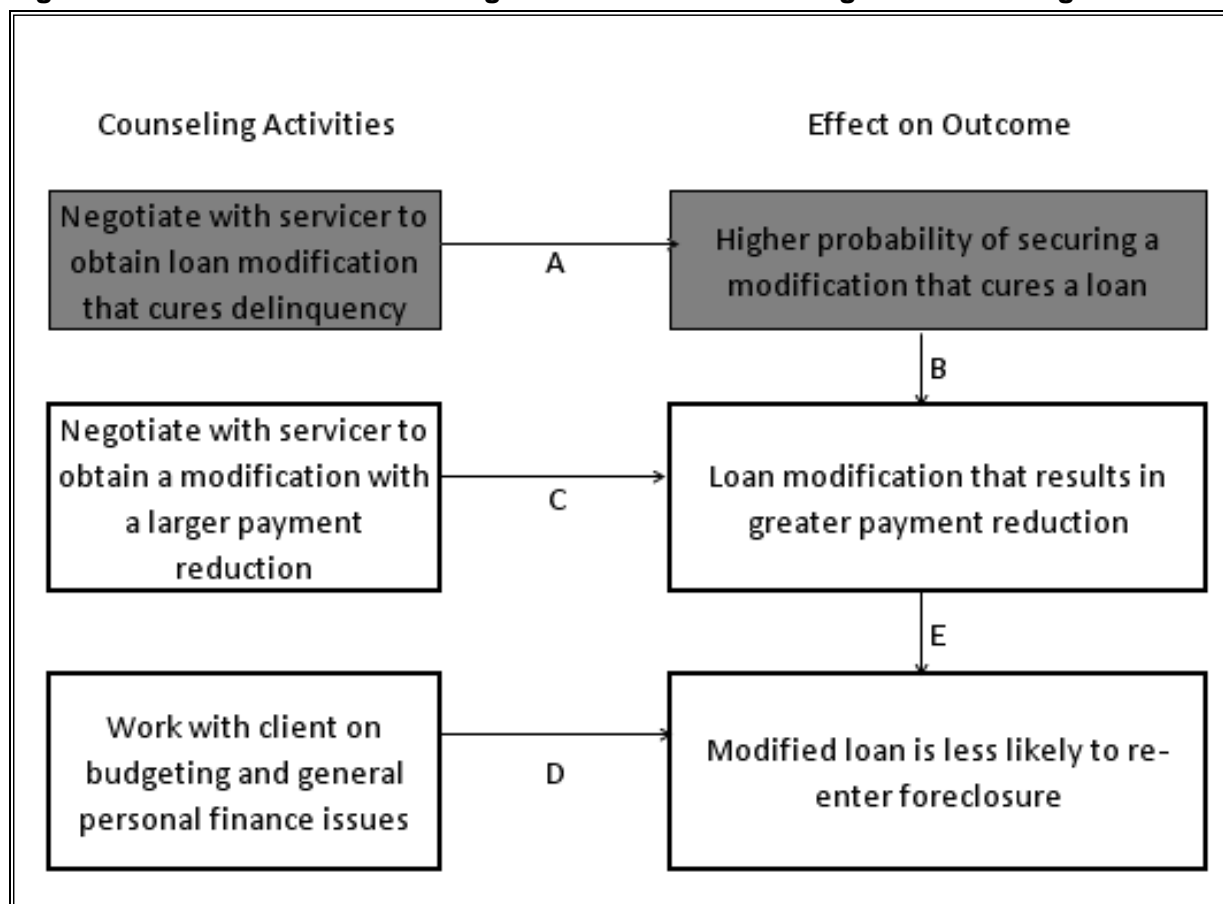 Counseling Activities
Effect on Outcome
Negotiate with servicer to
obtain loan modification
that cures delinquency
A
Higher probability of securing a
modification that cures a loan
B
Negotiate with servicer to
obtain a modification with
a larger payment
reduction
C
Loan modification that results in
greater payment reduction
E
Work with client on
budgeting and general
personal finance issues
D
Modified loan is less likely to re-
enter foreclosure